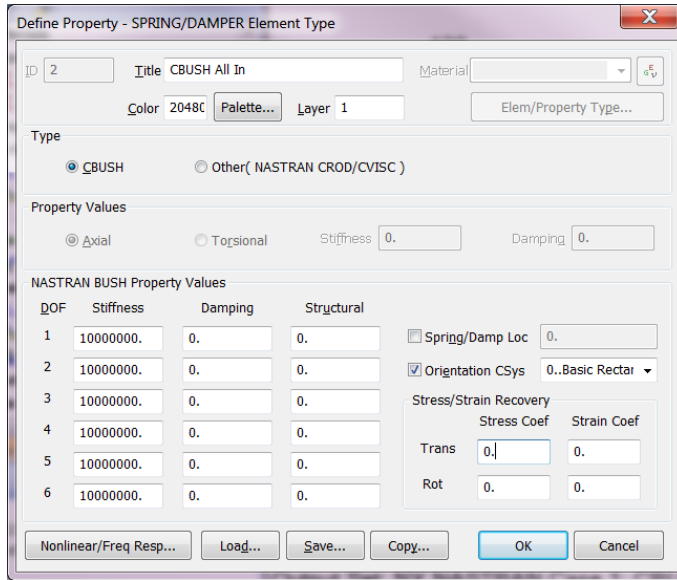 Define Property - SPRING/DAMPER Element Type
ID 2 Title CBUSH All In Material
Color 20480 Palette... Layer 1 Elem/Property Type...
Type
CBUSH Other( NASTRAN CROD/CVISC )
Property Values
Axial Torsional Stiffness 0. Damping 0.
NASTRAN BUSH Property Values
DOF Stiffness Damping Structural
1 10000000. 0. 0. Spring/Damp Loc 0.
2 10000000. 0. 0. Orientation CSys 0..Basic Rectar
3 10000000. 0. 0. Stress/Strain Recovery
Stress Coef Strain Coef
4 10000000. 0. 0. Trans 0. 0.
5 10000000. 0. 0. Rot 0. 0.
6 10000000. 0. 0.
Nonlinear/Freq Resp... Load... Save... Copy... OK Cancel